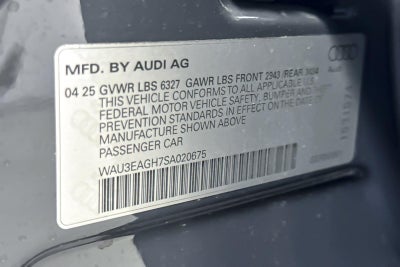 MFD. BY AUDI AG
04 25 GVWR LBS 6327 GAWR LBS FRONT 2943 /REAR 3494
THIS VEHICLE CONFORMS TO ALL APPLICABLE U.S.
FEDERAL MOTOR VEHICLE SAFETY, BUMPER AND THEFT
PREVENTION STANDARDS IN EFFECT ON THE DATE OF
MANUFACTURE SHOWN ABOVE
PASSENGER CAR
WAU3EAGH7SA020675
Audi